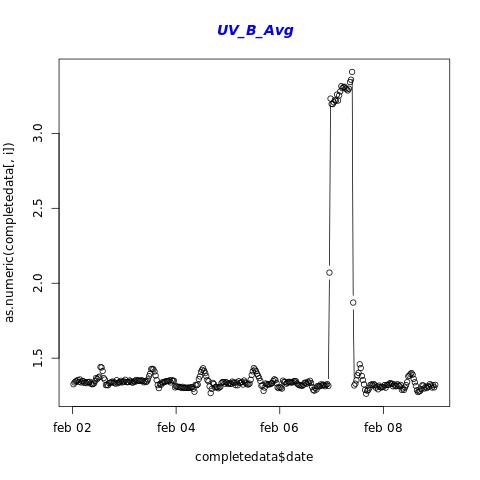 UV_B_Avg
as.numeric(completedata[, i])
3.0
2.5
2.0
1.5
feb 02
feb 04
feb 06
feb 08
completedata$date